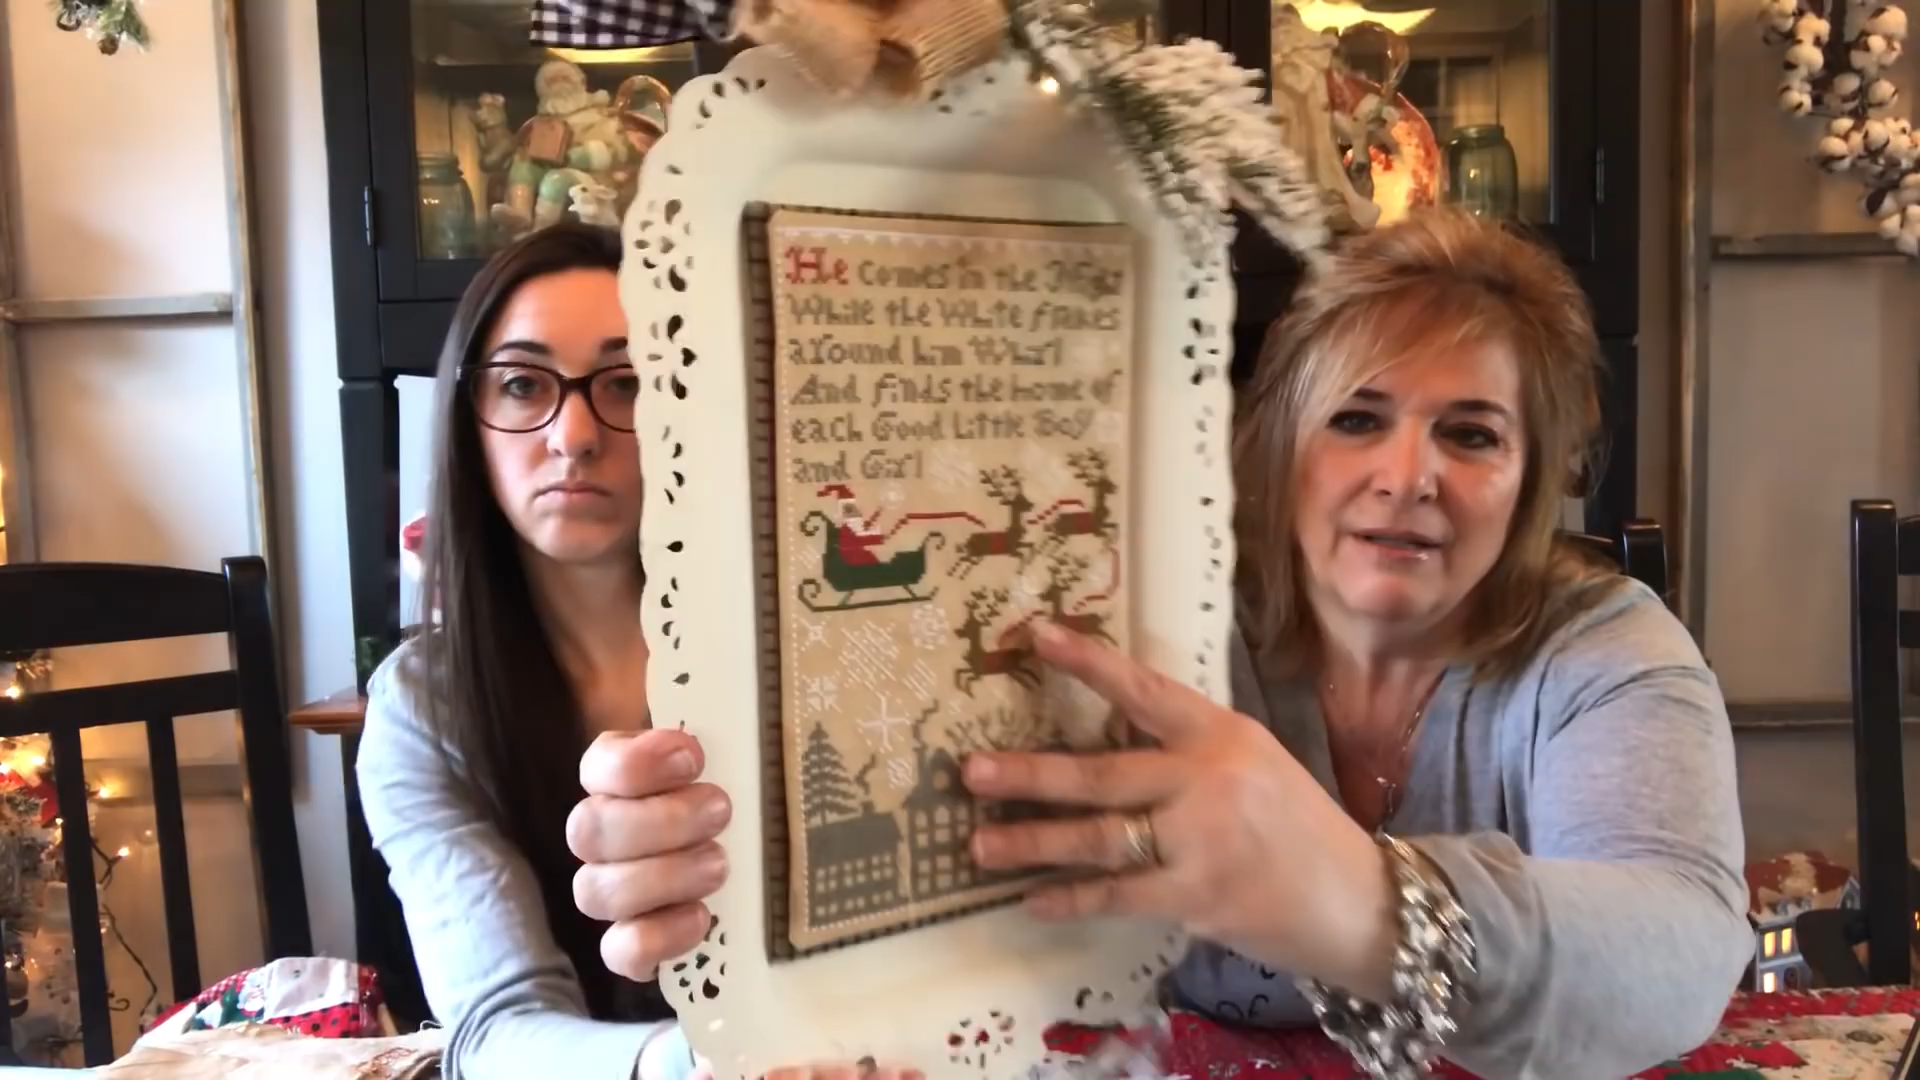 He comes in the Night
While the White flakes
around him Whirl
And finds the home of
each Good Little Boy
and Girl
of